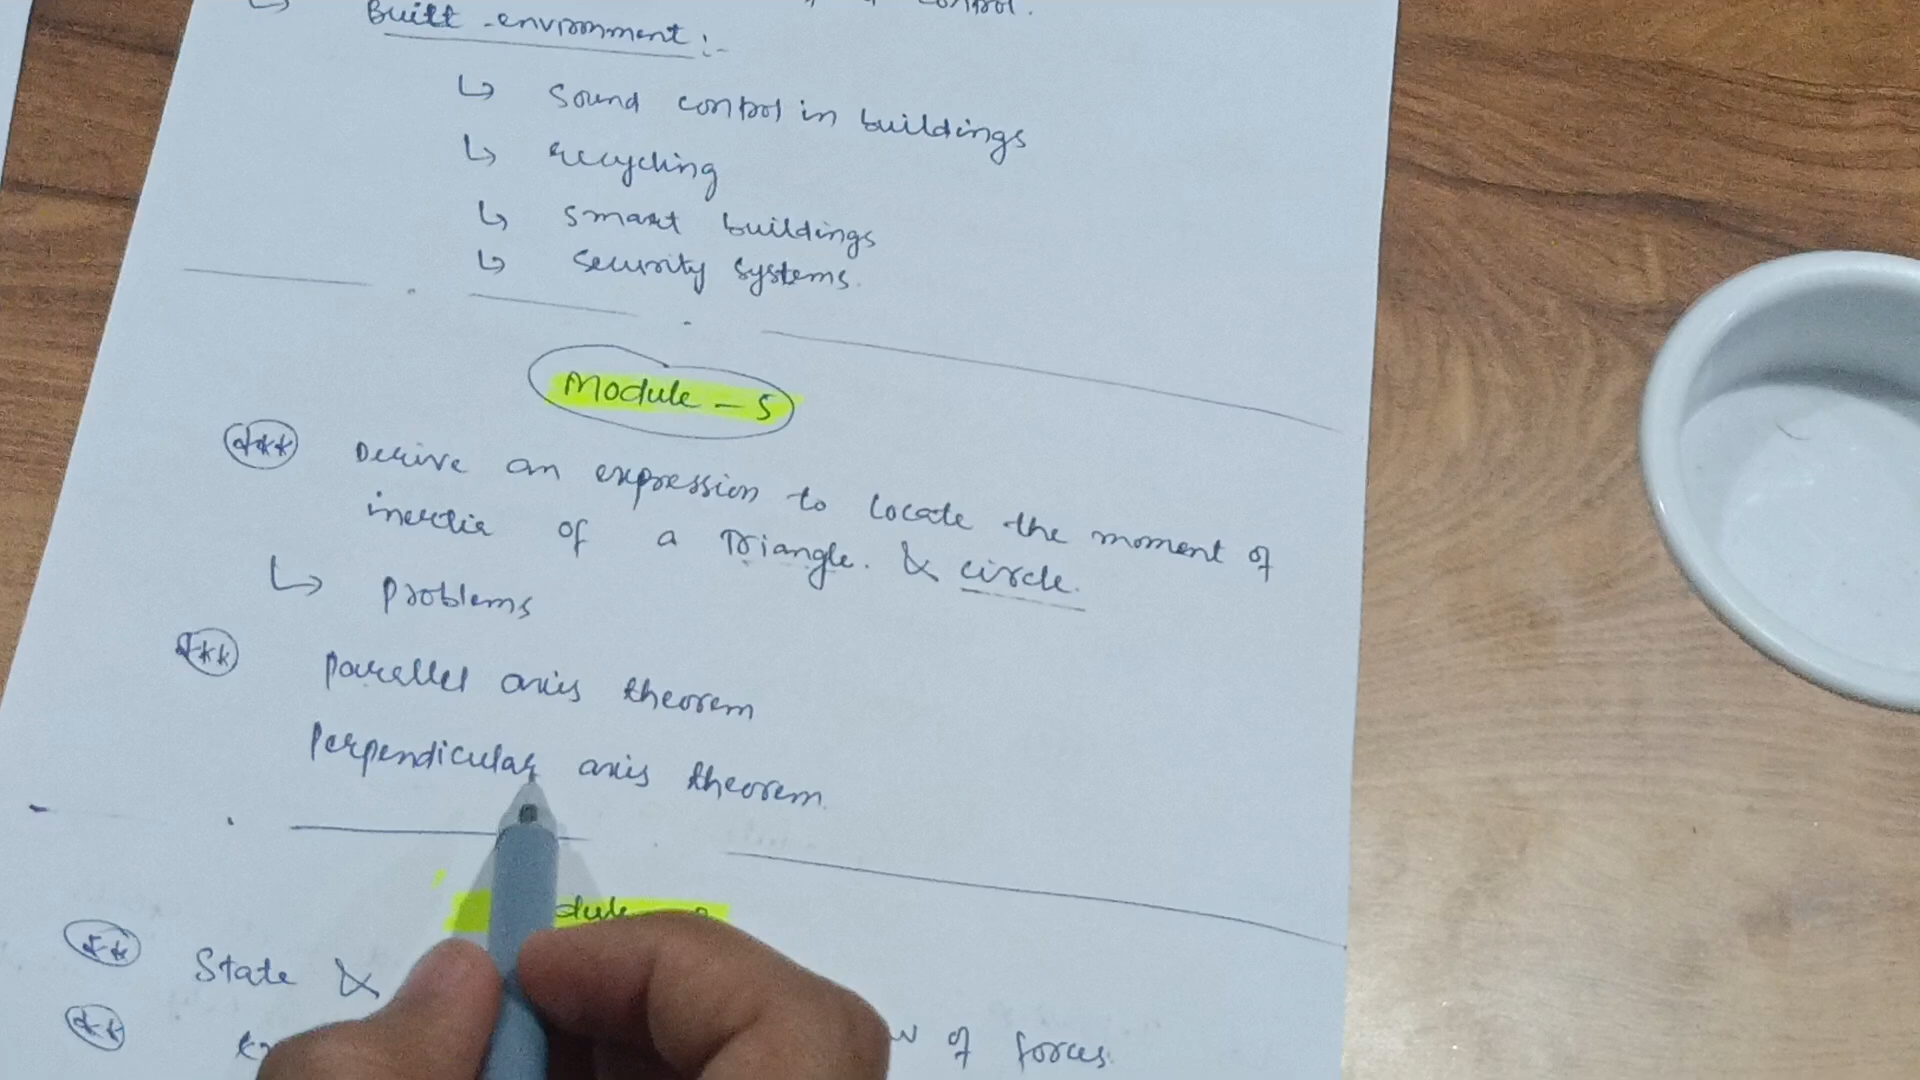 control.
Built-environment:-
↳ Sound control in buildings
↳ recycling
↳ smart buildings
↳ Security systems.
Module - 5
*** Derive an expression to Locate the moment of
inertia of a Triangle. & circle.
↳ Problems
*** parallel axis theorem
Perpendicular axis theorem.
** State &
** of forces.